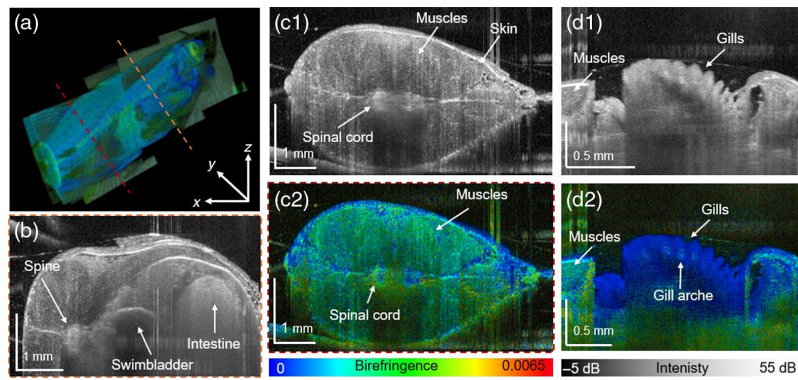 (a)
z
y
x
(b)
Spine
Swimbladder
Intestine
1 mm
(c1)
Muscles
Skin
Spinal cord
1 mm
(c2)
Muscles
Spinal cord
1 mm
0
Birefringence
0.0065
(d1)
Gills
Muscles
0.5 mm
(d2)
Gills
Muscles
Gill arche
0.5 mm
–5 dB
Intenisty
55 dB